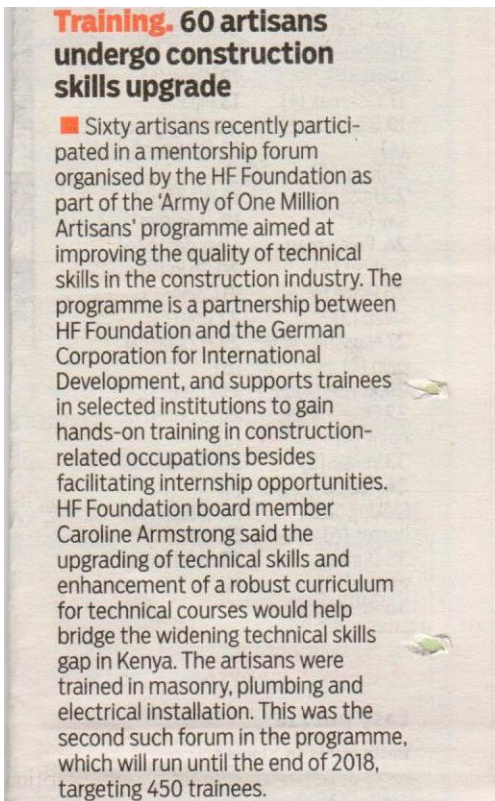 Training. 60 artisans
undergo construction
skills upgrade
Sixty artisans recently partici-
pated in a mentorship forum
organised by the HF Foundation as
part of the ‘Army of One Million
Artisans’ programme aimed at
improving the quality of technical
skills in the construction industry. The
programme is a partnership between
HF Foundation and the German
Corporation for International
Development, and supports trainees
in selected institutions to gain
hands-on training in construction-
related occupations besides
facilitating internship opportunities.
HF Foundation board member
Caroline Armstrong said the
upgrading of technical skills and
enhancement of a robust curriculum
for technical courses would help
bridge the widening technical skills
gap in Kenya. The artisans were
trained in masonry, plumbing and
electrical installation. This was the
second such forum in the programme,
which will run until the end of 2018,
targeting 450 trainees.